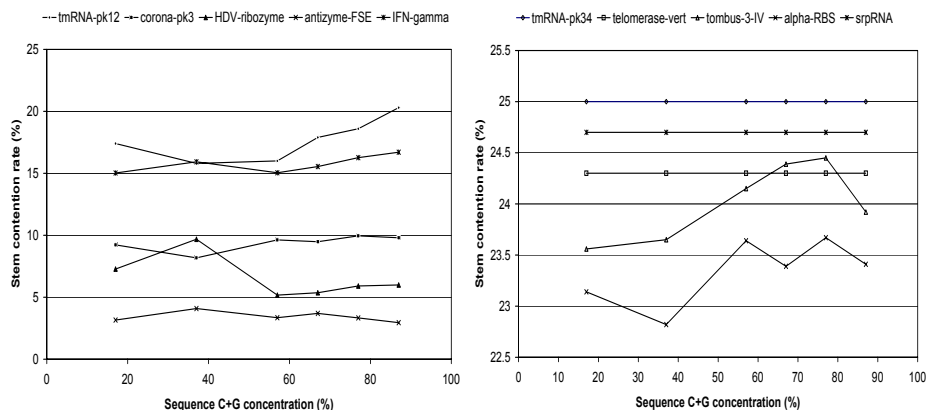 tmRNA-pk12 corona-pk3 HDV-ribozyme antizyme-FSE IFN-gamma
25
20
15
10
5
0
0 20 40 60 80 100
Stem contention rate (%)
Sequence C+G concentration (%)
tmRNA-pk34 telomerase-vert tombus-3-IV alpha-RBS srpRNA
25.5
25
24.5
24
23.5
23
22.5
0 10 20 30 40 50 60 70 80 90 100
Stem contention rate (%)
Sequence C+G concentration (%)